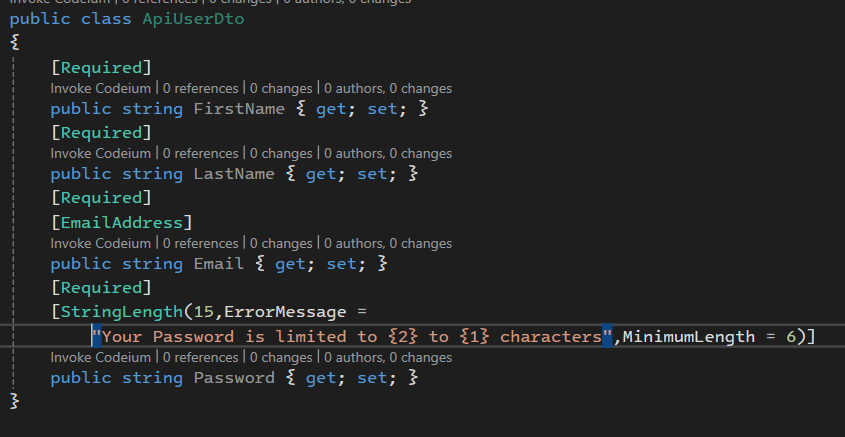 Invoke Codeium | 0 references | 0 changes | 0 authors, 0 changes
public class ApiUserDto
{
[Required]
Invoke Codeium | 0 references | 0 changes | 0 authors, 0 changes
public string FirstName { get; set; }
[Required]
Invoke Codeium | 0 references | 0 changes | 0 authors, 0 changes
public string LastName { get; set; }
[Required]
[EmailAddress]
Invoke Codeium | 0 references | 0 changes | 0 authors, 0 changes
public string Email { get; set; }
[Required]
[StringLength(15,ErrorMessage =
"Your Password is limited to {2} to {1} characters",MinimumLength = 6)]
Invoke Codeium | 0 references | 0 changes | 0 authors, 0 changes
public string Password { get; set; }
}